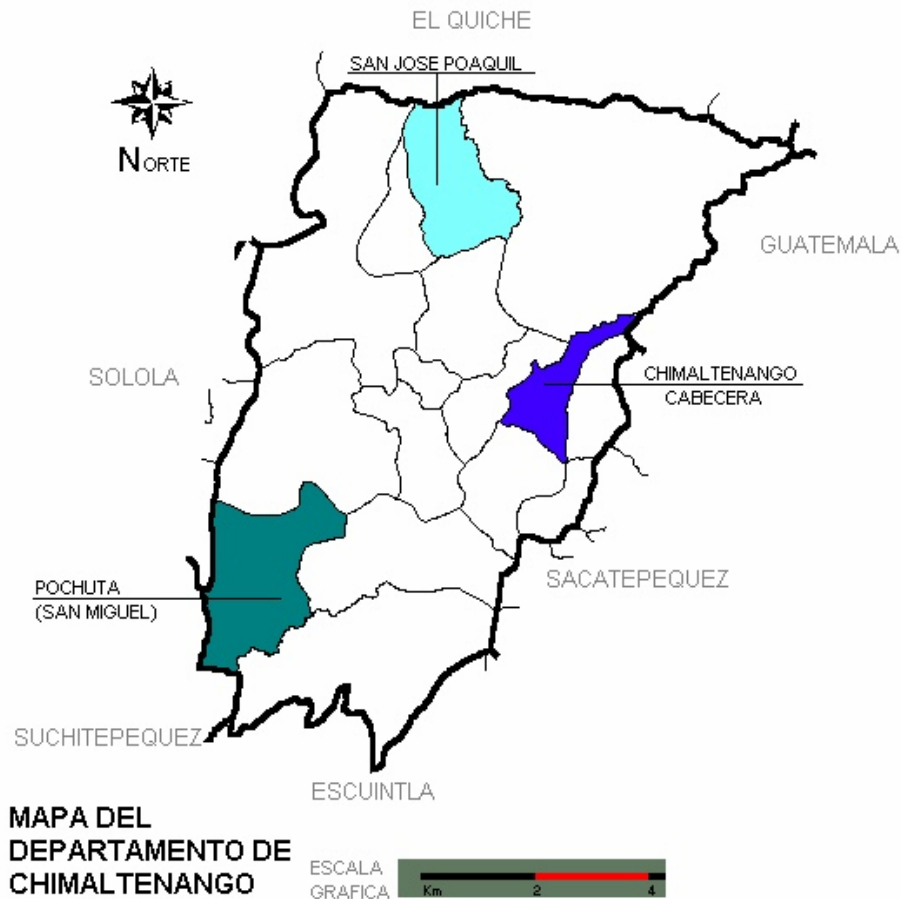 EL QUICHE
SAN JOSE POAQUIL
NORTE
GUATEMALA
SOLOLA
CHIMALTENANGO
CABECERA
SACATEPEQUEZ
POCHUTA
(SAN MIGUEL)
SUCHITEPEQUEZ
ESCUINTLA
MAPA DEL
DEPARTAMENTO DE
CHIMALTENANGO
ESCALA
GRAFICA
Km 2 4